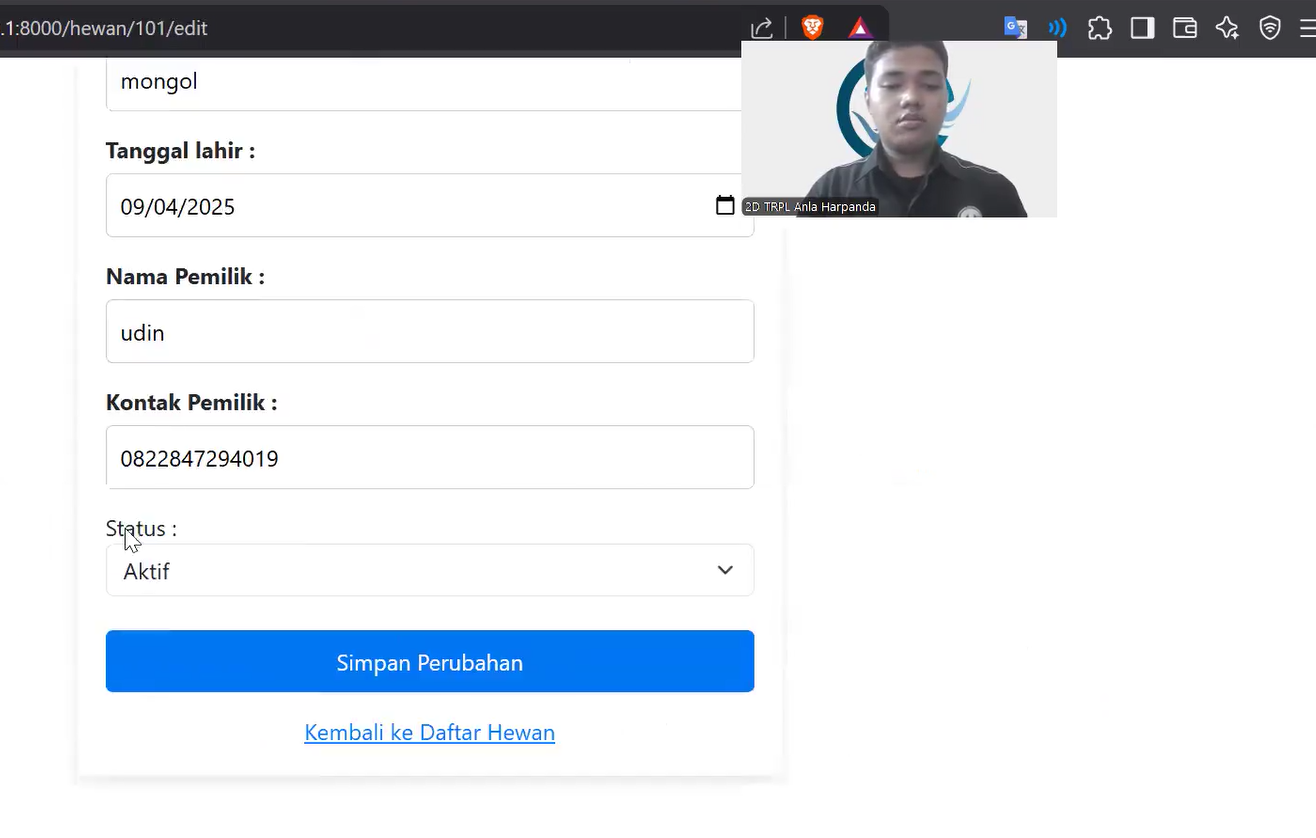 .1:8000/hewan/101/edit
mongol
Tanggal lahir :
09/04/2025
2D TRPL Anla Harpanda
Nama Pemilik :
udin
Kontak Pemilik :
0822847294019
Status :
Aktif
Simpan Perubahan
Kembali ke Daftar Hewan